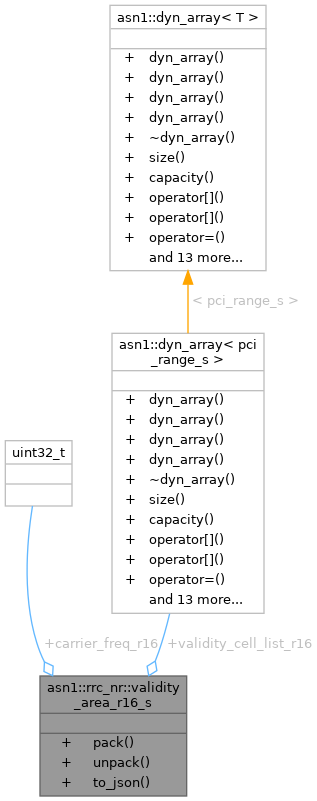 asn1::dyn_array< T >
+ dyn_array()
+ dyn_array()
+ dyn_array()
+ dyn_array()
+ ~dyn_array()
+ size()
+ capacity()
+ operator[]()
+ operator[]()
+ operator=()
and 13 more...
< pci_range_s >
asn1::dyn_array< pci
_range_s >
+ dyn_array()
+ dyn_array()
+ dyn_array()
+ dyn_array()
+ ~dyn_array()
+ size()
+ capacity()
+ operator[]()
+ operator[]()
+ operator=()
and 13 more...
uint32_t
+carrier_freq_r16
+validity_cell_list_r16
asn1::rrc_nr::validity
_area_r16_s
+ pack()
+ unpack()
+ to_json()